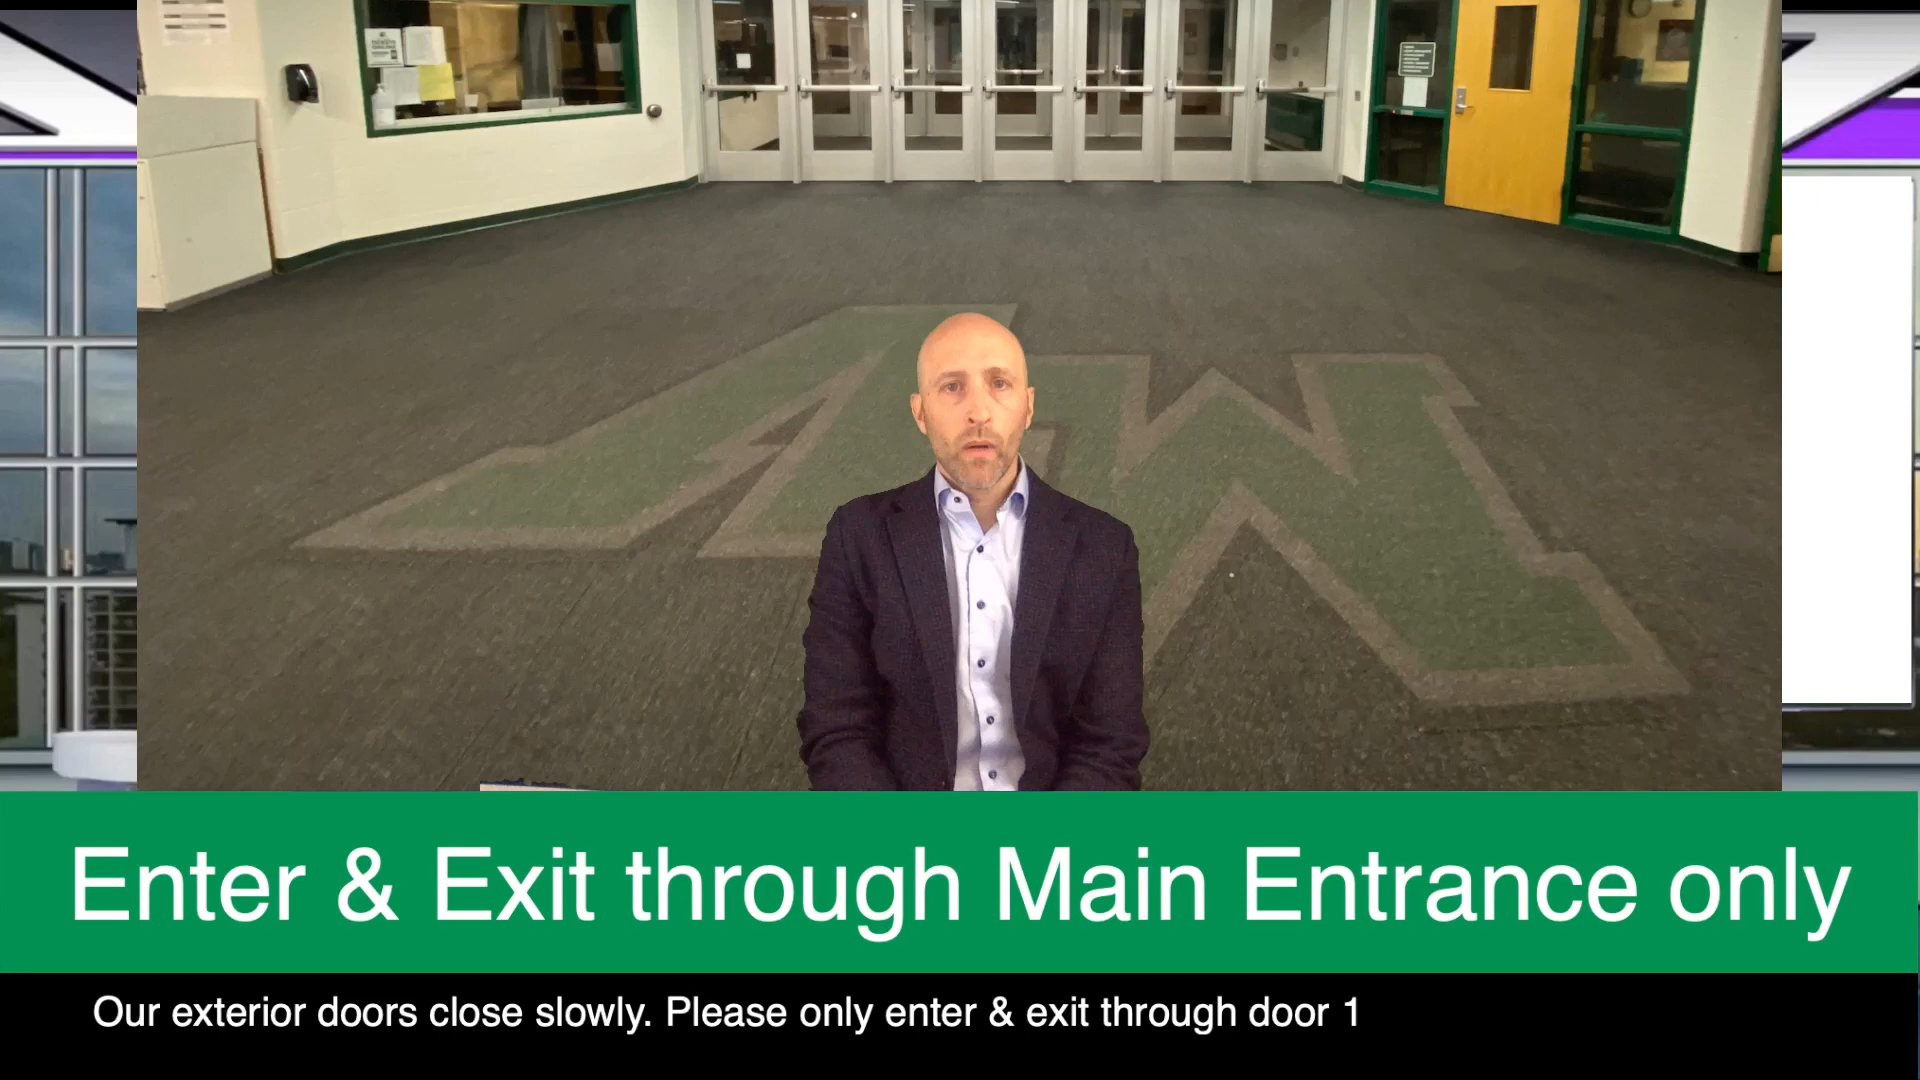 Enter & Exit through Main Entrance only
Our exterior doors close slowly. Please only enter & exit through door 1